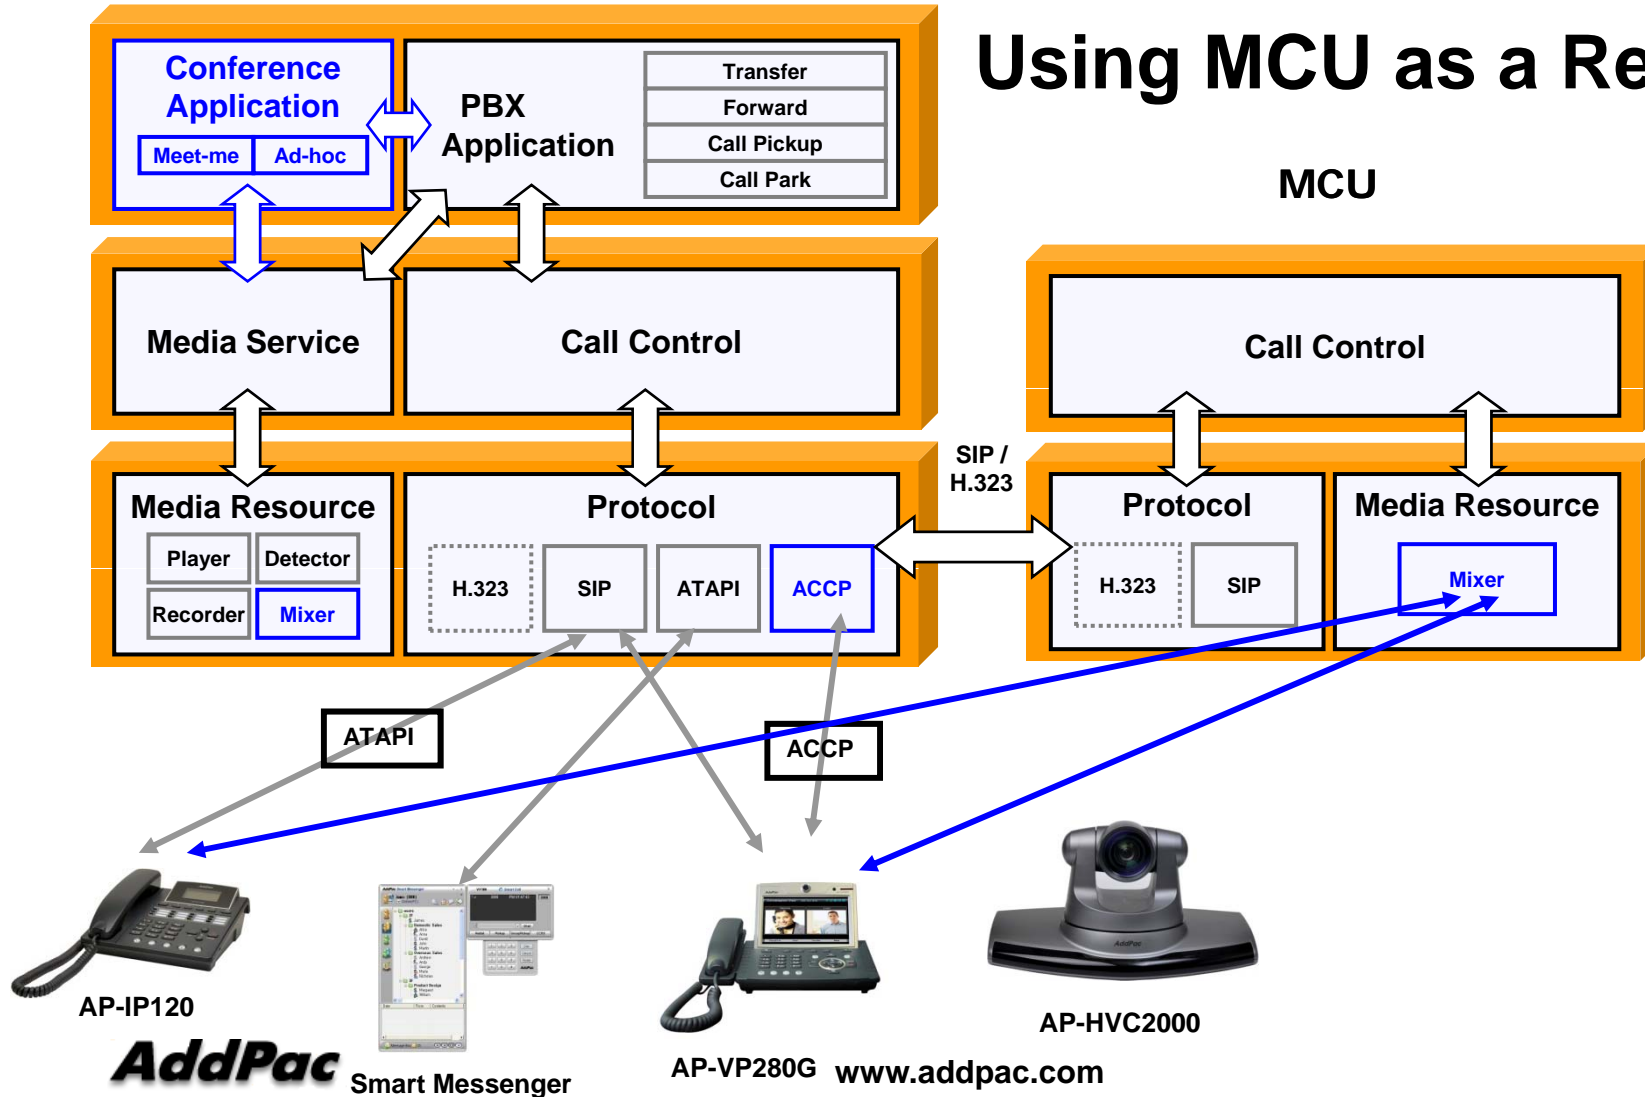 Using MCU as a Re
Conference
Application
Meet-me
Ad-hoc
PBX
Application
Transfer
Forward
Call Pickup
Call Park
MCU
Media Service
Call Control
Call Control
Media Resource
Player
Detector
Recorder
Mixer
Protocol
H.323
SIP
ATAPI
ACCP
SIP /
H.323
Protocol
H.323
SIP
Media Resource
Mixer
ATAPI
ACCP
AP-IP120
Smart Messenger
AP-VP280G
AddPac
AP-HVC2000
AddPac
www.addpac.com